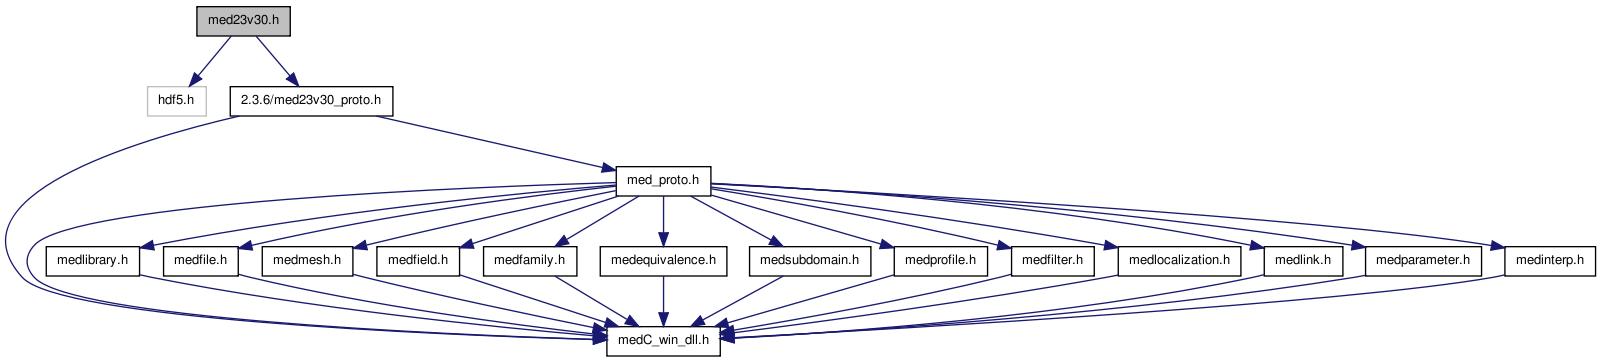 med23v30.h
hdf5.h
2.3.6/med23v30_proto.h
med_proto.h
medlibrary.h
medfile.h
medmesh.h
medfield.h
medfamily.h
medequivalence.h
medsubdomain.h
medprofile.h
medfilter.h
medlocalization.h
medlink.h
medparameter.h
medinterp.h
medC_win_dll.h